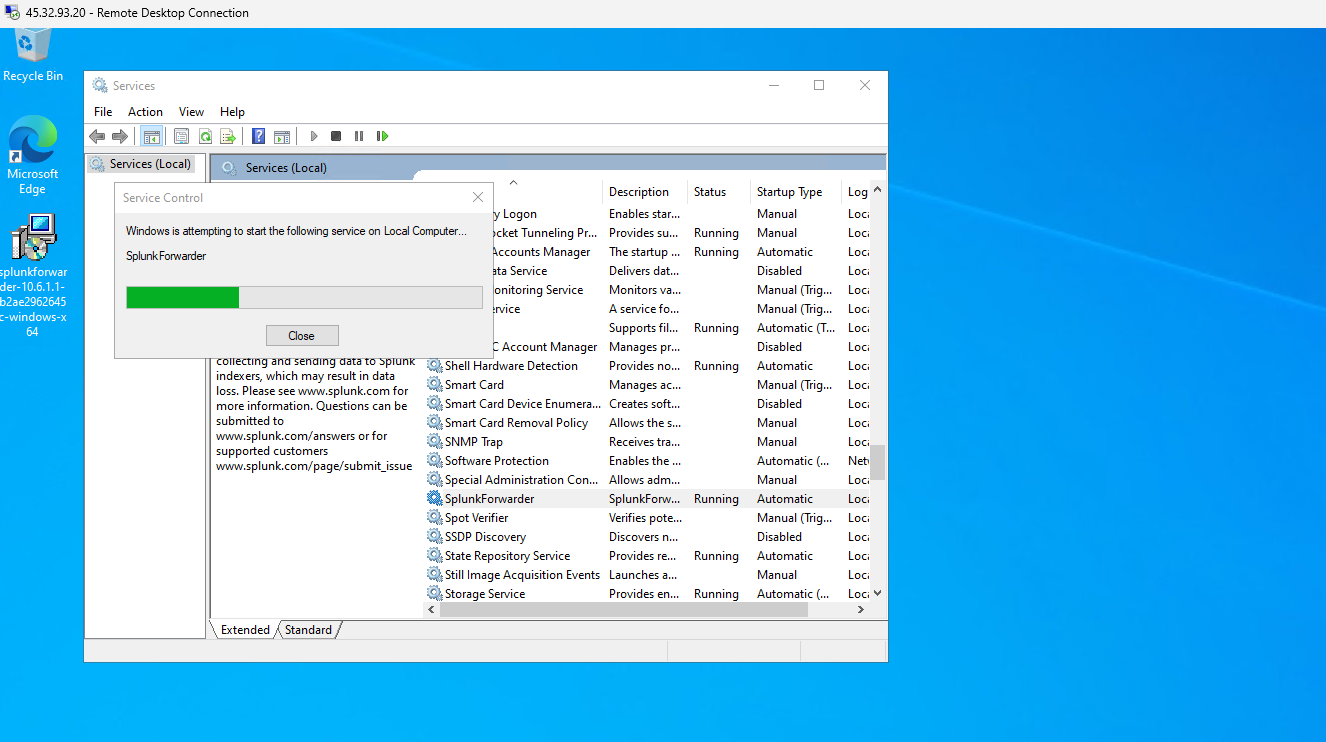 45.32.93.20 - Remote Desktop Connection
Recycle Bin
Microsoft
Edge
splunkforwar
der-10.6.1.1-
b2ae2962645
c-windows-x
64
Services
File Action View Help
Services (Local)
Services (Local)
Service Control
Windows is attempting to start the following service on Local Computer...
SplunkForwarder
Close
collecting and sending data to Splunk
indexers, which may result in data
loss. Please see www.splunk.com for
more information. Questions can be
submitted to
www.splunk.com/answers or for
supported customers
www.splunk.com/page/submit_issue
Description Status Startup Type Log
y Logon Enables star... Manual Loca
ocket Tunneling Pr... Provides su... Running Manual Loca
Accounts Manager The startup ... Running Automatic Loca
ata Service Delivers dat... Disabled Loca
onitoring Service Monitors va... Manual (Trig... Loca
ervice A service fo... Manual (Trig... Loca
Supports fil... Running Automatic (T... Loca
C Account Manager Manages pr... Disabled Loca
Shell Hardware Detection Provides no... Running Automatic Loca
Smart Card Manages ac... Manual (Trig... Loca
Smart Card Device Enumera... Creates soft... Disabled Loca
Smart Card Removal Policy Allows the s... Manual Loca
SNMP Trap Receives tra... Manual Loca
Software Protection Enables the ... Automatic (... Netw
Special Administration Con... Allows adm... Manual Loca
SplunkForwarder SplunkForw... Running Automatic Loca
Spot Verifier Verifies pote... Manual (Trig... Loca
SSDP Discovery Discovers n... Disabled Loca
State Repository Service Provides re... Running Automatic Loca
Still Image Acquisition Events Launches a... Manual Loca
Storage Service Provides en... Running Automatic (... Loca
Extended Standard